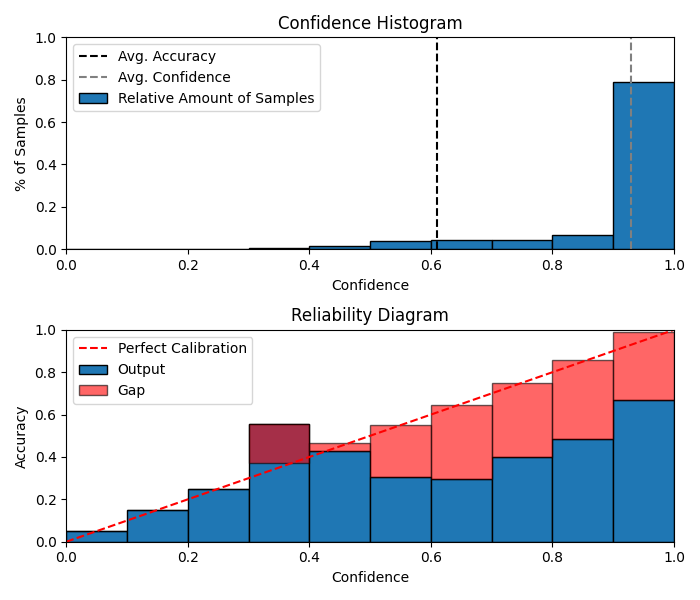 Confidence Histogram
1.0
0.8
0.6
0.4
0.2
0.0
% of Samples
Avg. Accuracy
Avg. Confidence
Relative Amount of Samples
0.0 0.2 0.4 0.6 0.8 1.0
Confidence
Reliability Diagram
1.0
0.8
0.6
0.4
0.2
0.0
Accuracy
Perfect Calibration
Output
Gap
0.0 0.2 0.4 0.6 0.8 1.0
Confidence